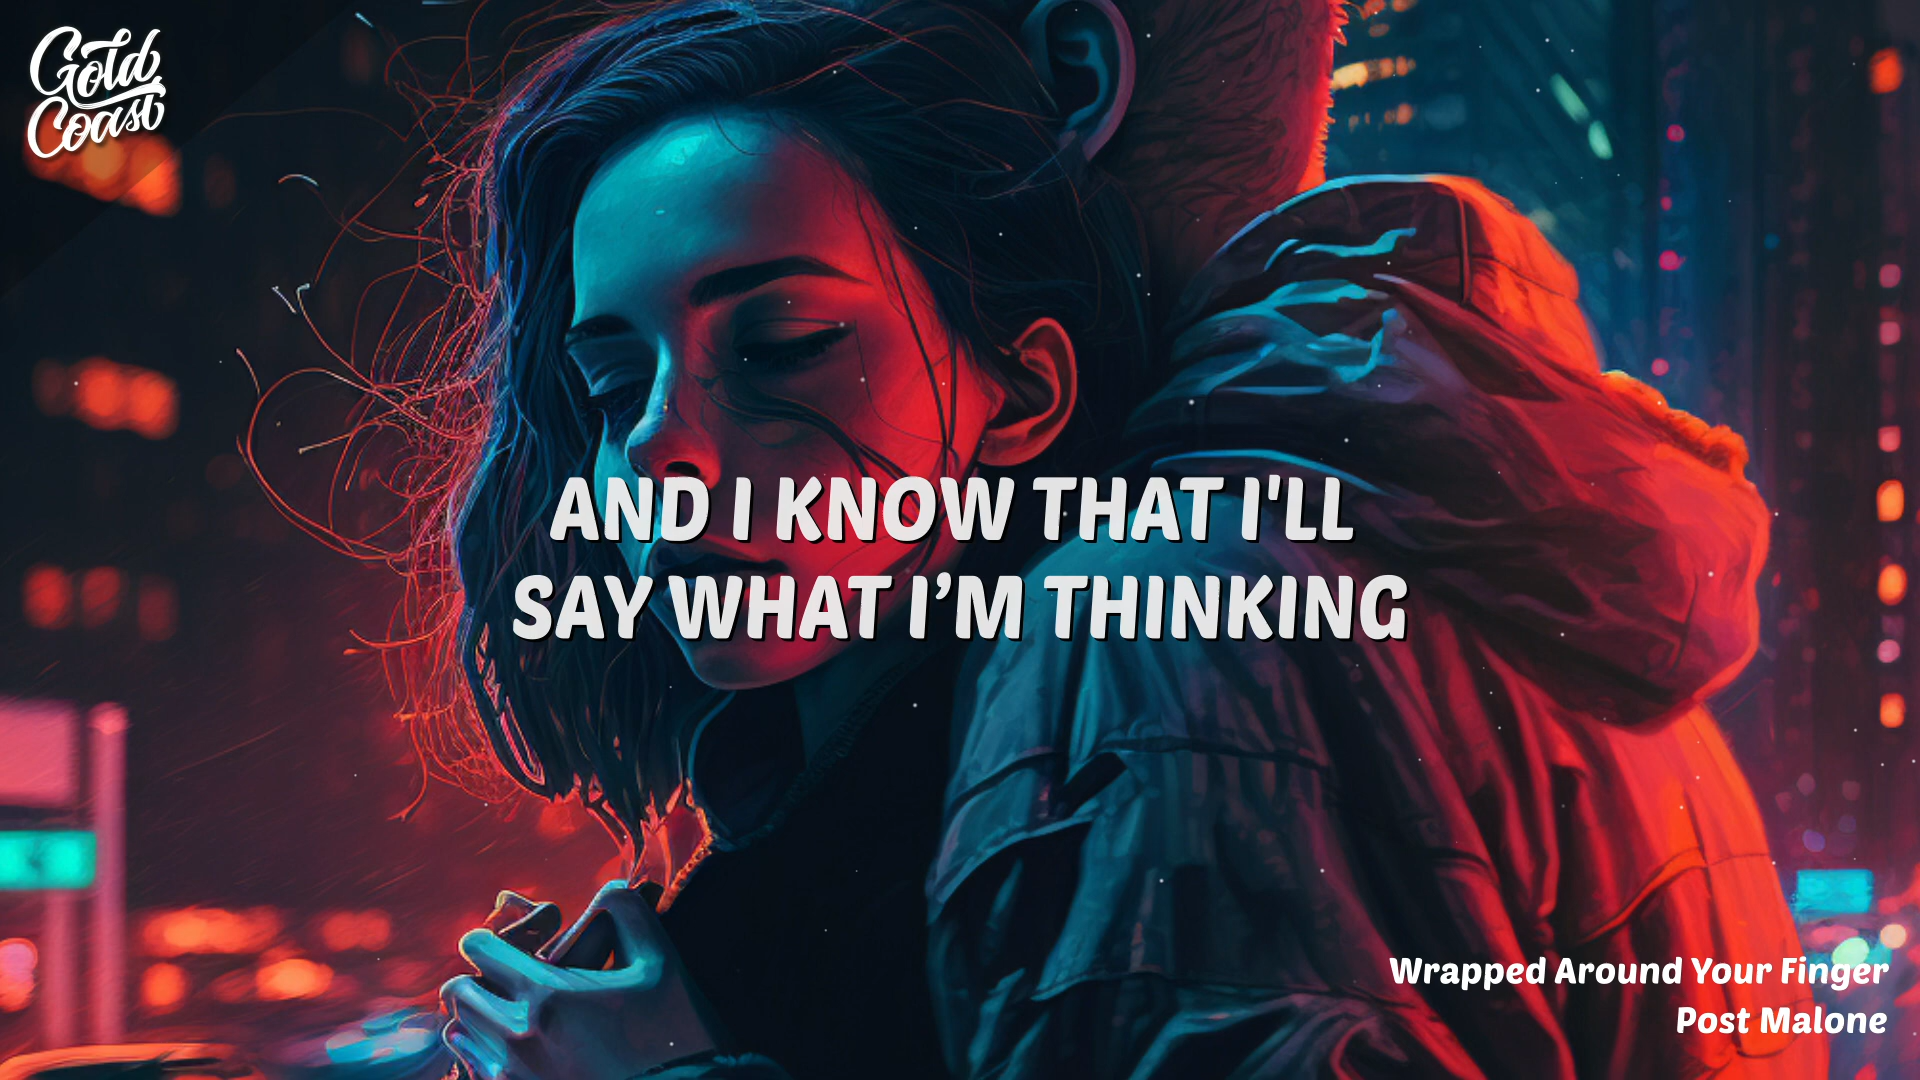 Gold
Coast
AND I KNOW THAT I'LL
SAY WHAT I’M THINKING
Wrapped Around Your Finger
Post Malone